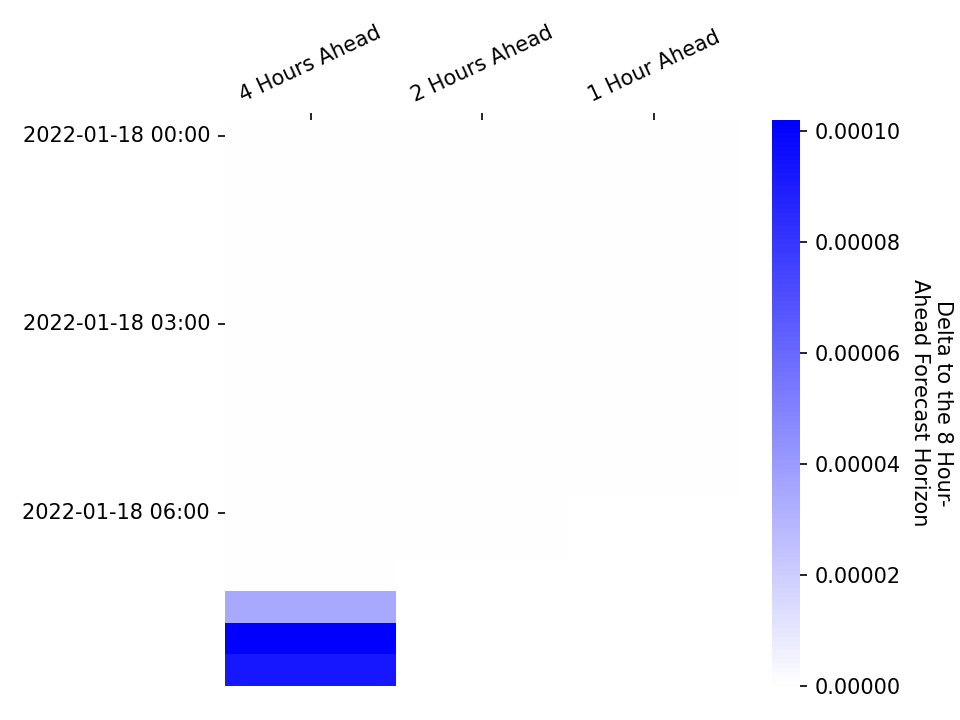 4 Hours Ahead
2 Hours Ahead
1 Hour Ahead
2022-01-18 00:00
2022-01-18 03:00
2022-01-18 06:00
0.00010
0.00008
0.00006
0.00004
0.00002
0.00000
Delta to the 8 Hour-
Ahead Forecast Horizon